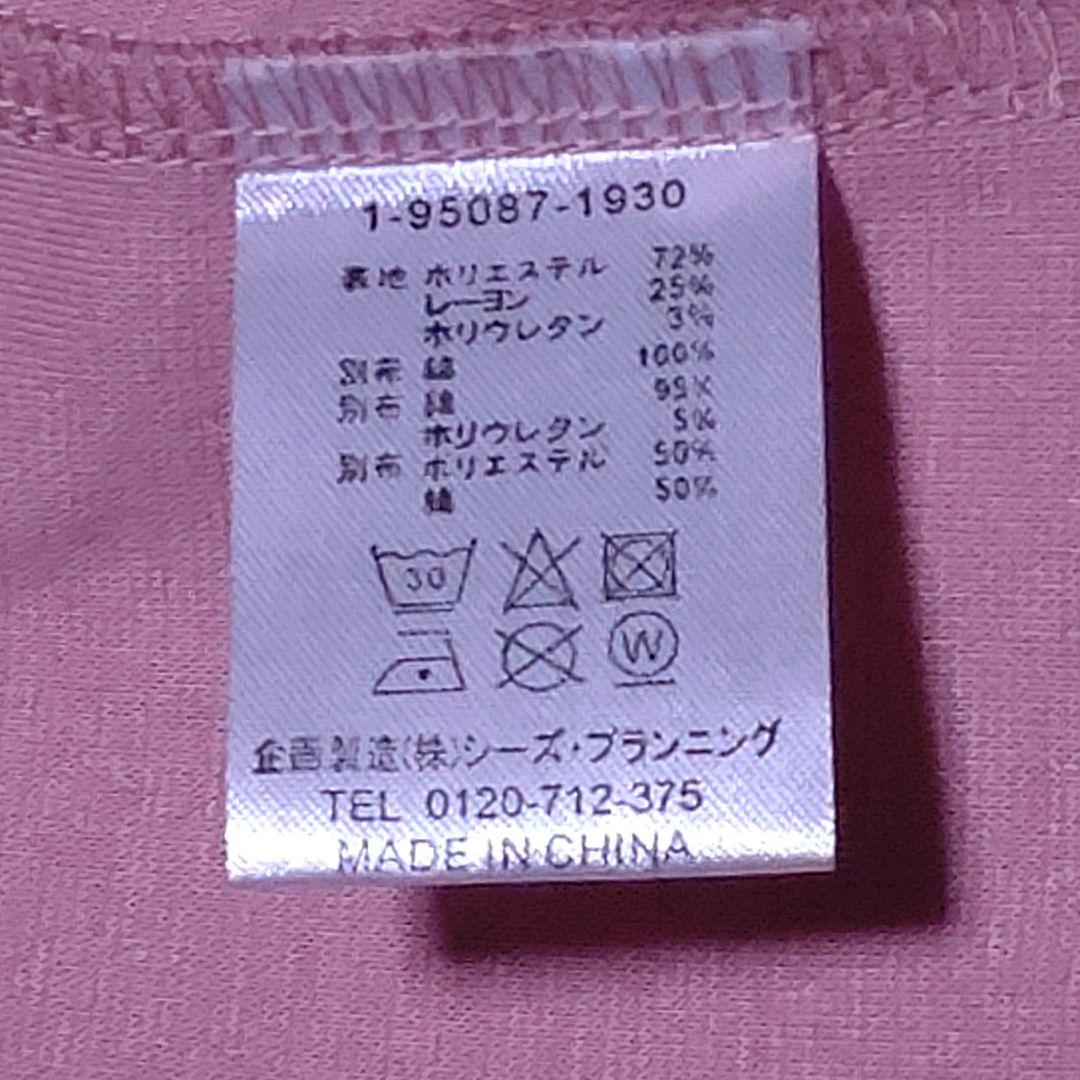 1-95087-1930
ポリエステル 72%
レーヨン 25%
ポリウレタン 3%
別布 綿 100%
別布 綿 95%
ポリウレタン 5%
別布 ポリエステル 50%
綿 50%
30
W
企画製造(株)シーズ・プランニング
TEL 0120-712-375
MADE IN CHINA